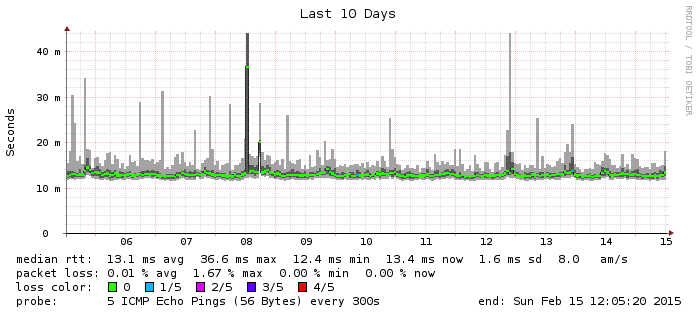 Last 10 Days
RRDTOOL / TOBI OETIKER
Seconds
40 m
30 m
20 m
10 m
0
06 07 08 09 10 11 12 13 14 15
median rtt: 13.1 ms avg 36.6 ms max 12.4 ms min 13.4 ms now 1.6 ms sd 8.0 am/s
packet loss: 0.01 % avg 1.67 % max 0.00 % min 0.00 % now
loss color: 0 1/5 2/5 3/5 4/5
probe: 5 ICMP Echo Pings (56 Bytes) every 300s end: Sun Feb 15 12:05:20 2015